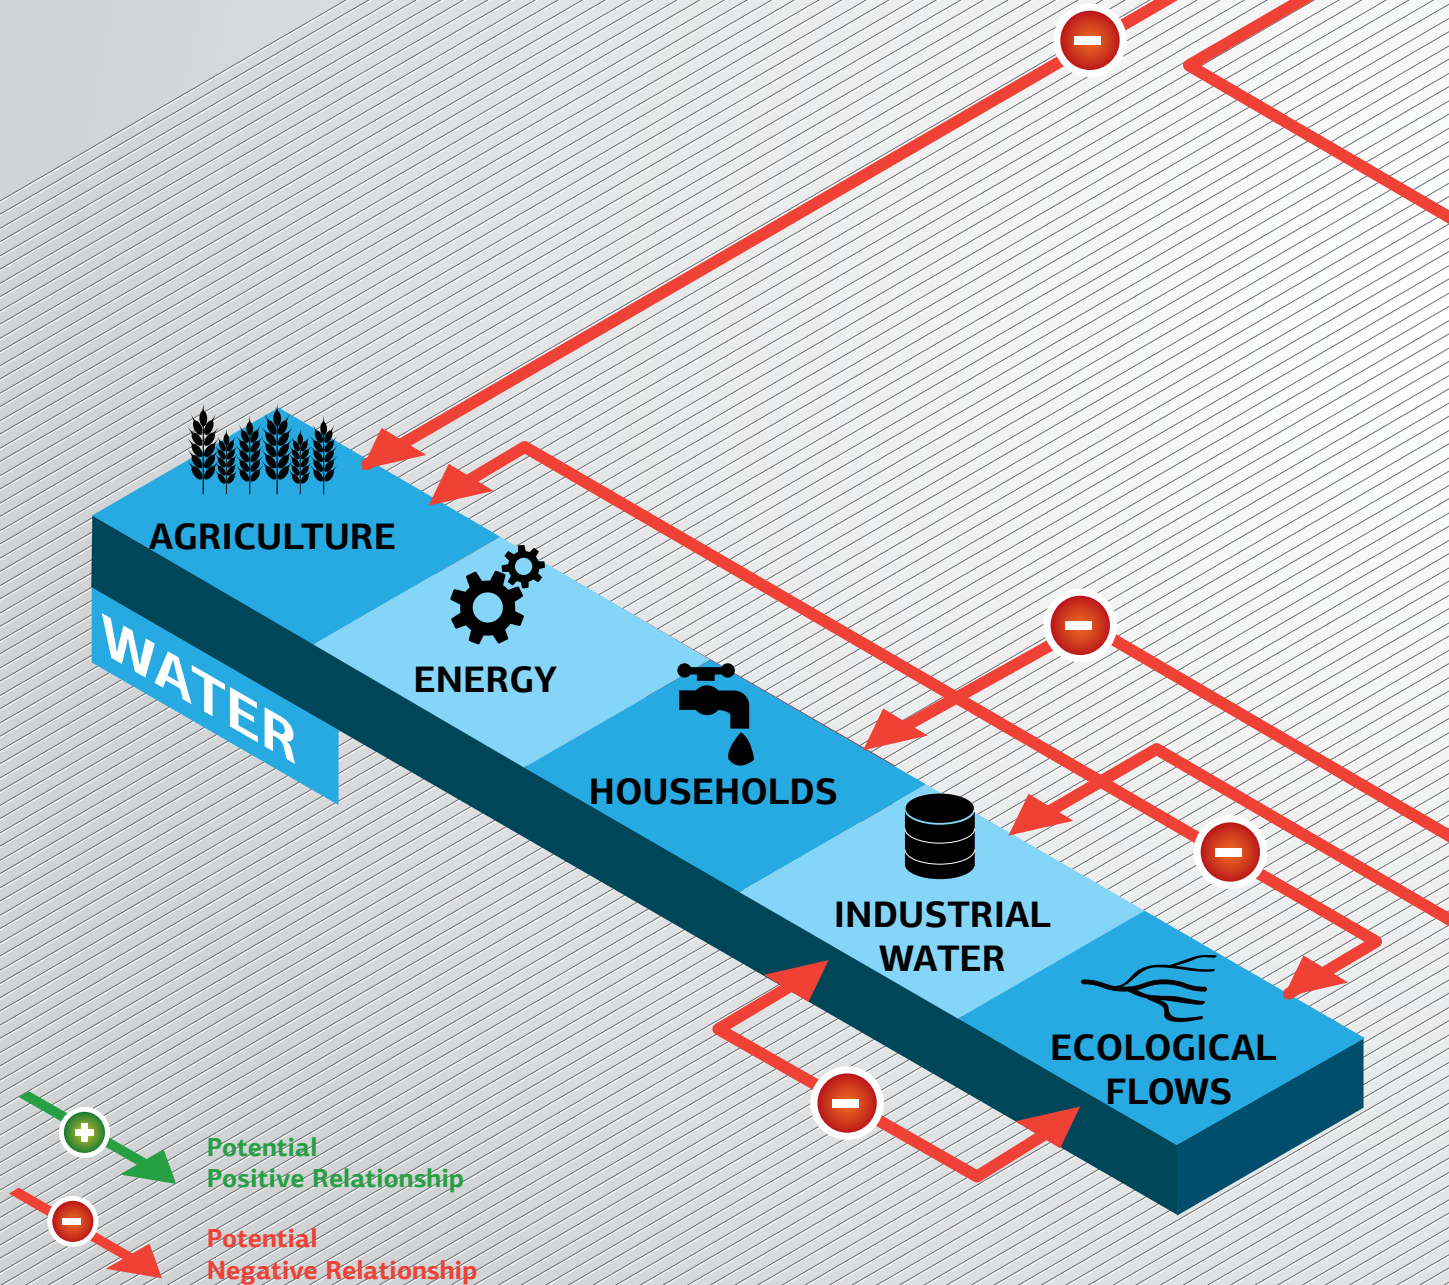 AGRICULTURE
WATER
ENERGY
HOUSEHOLDS
INDUSTRIAL
WATER
ECOLOGICAL
FLOWS
Potential
Positive Relationship
Potential
Negative Relationship